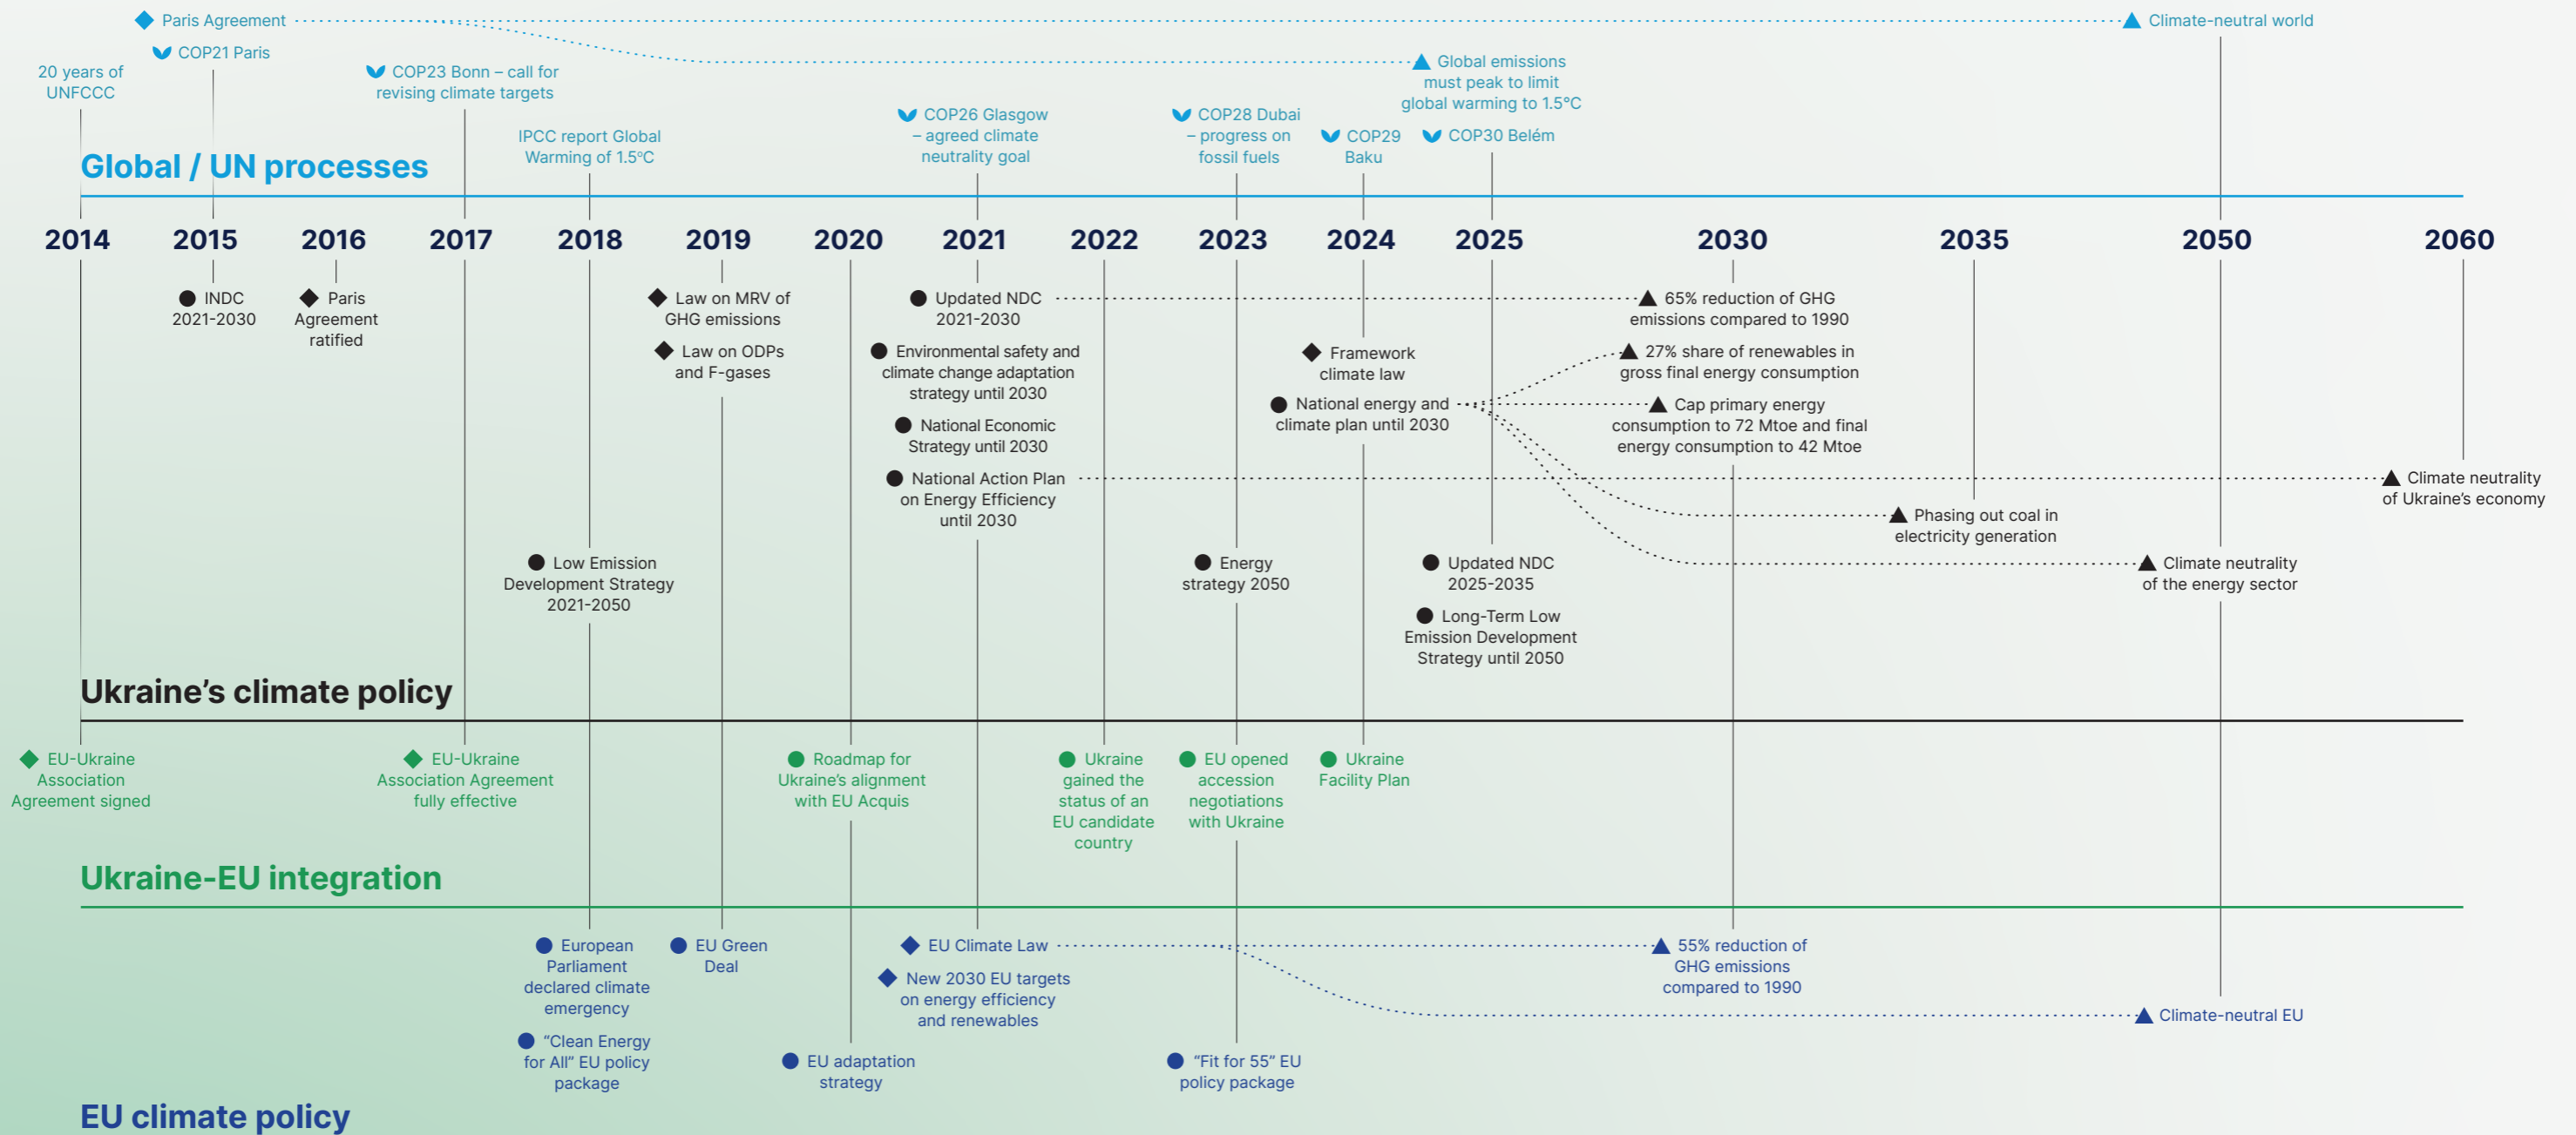 Paris Agreement
Climate-neutral world
COP21 Paris
20 years of
UNFCCC
COP23 Bonn – call for
revising climate targets
IPCC report Global
Warming of 1.5ºC
COP26 Glasgow
– agreed climate
neutrality goal
COP28 Dubai
– progress on
fossil fuels
COP29
Baku
Global emissions
must peak to limit
global warming to 1.5°C
COP30 Belém
Global / UN processes
2014 2015 2016 2017 2018 2019 2020 2021 2022 2023 2024 2025 2030 2035 2050 2060
INDC
2021-2030
Paris
Agreement
ratified
Low Emission
Development Strategy
2021-2050
Law on MRV of
GHG emissions
Law on ODPs
and F-gases
Updated NDC
2021-2030
Environmental safety and
climate change adaptation
strategy until 2030
National Economic
Strategy until 2030
National Action Plan
on Energy Efficiency
until 2030
Energy
strategy 2050
Framework
climate law
National energy and
climate plan until 2030
Updated NDC
2025-2035
Long-Term Low
Emission Development
Strategy until 2050
65% reduction of GHG
emissions compared to 1990
27% share of renewables in
gross final energy consumption
Cap primary energy
consumption to 72 Mtoe and final
energy consumption to 42 Mtoe
Phasing out coal in
electricity generation
Climate neutrality
of the energy sector
Climate neutrality
of Ukraine’s economy
Ukraine’s climate policy
EU-Ukraine
Association
Agreement signed
EU-Ukraine
Association Agreement
fully effective
Roadmap for
Ukraine’s alignment
with EU Acquis
Ukraine
gained the
status of an
EU candidate
country
EU opened
accession
negotiations
with Ukraine
Ukraine
Facility Plan
Ukraine-EU integration
European
Parliament
declared climate
emergency
“Clean Energy
for All” EU policy
package
EU Green
Deal
EU adaptation
strategy
EU Climate Law
New 2030 EU targets
on energy efficiency
and renewables
“Fit for 55” EU
policy package
55% reduction of
GHG emissions
compared to 1990
Climate-neutral EU
EU climate policy